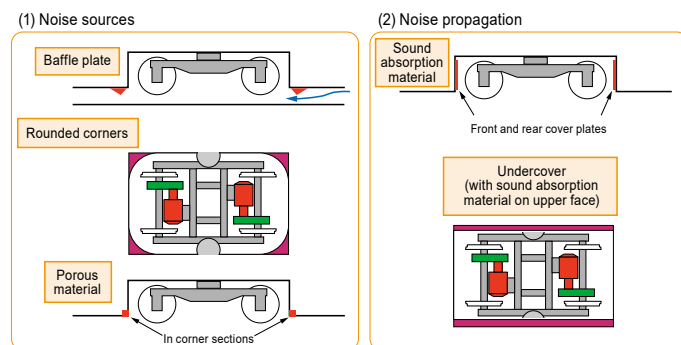 (1) Noise sources
Baffle plate
Rounded corners
Porous
material
In corner sections
(2) Noise propagation
Sound
absorption
material
Front and rear cover plates
Undercover
(with sound absorption
material on upper face)